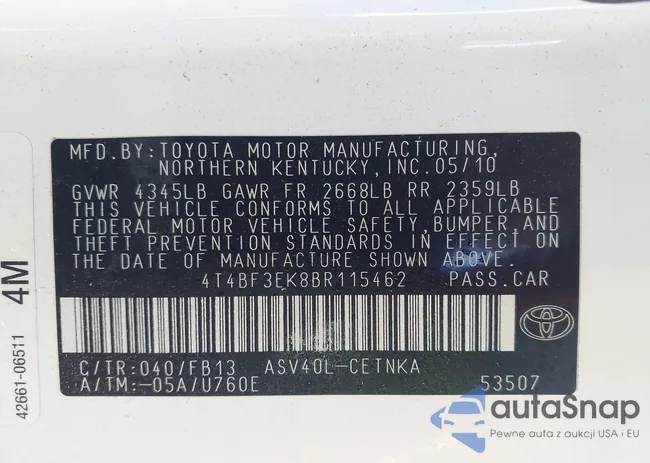 MFD.BY:TOYOTA MOTOR MANUFACTURING,
NORTHERN KENTUCKY,INC.05/10
GVWR 4345LB GAWR FR 2668LB RR 2359LB
THIS VEHICLE CONFORMS TO ALL APPLICABLE
FEDERAL MOTOR VEHICLE SAFETY,BUMPER,AND
THEFT PREVENTION STANDARDS IN EFFECT ON
THE DATE OF MANUFACTURE SHOWN ABOVE.
4T4BF3EK8BR115462 PASS.CAR
C/TR:040/FB13 ASV40L-CETNKA
A/TM:-05A/U760E 53507
42661-06511 4M
autaSnap
Pewne auta z aukcji USA i EU